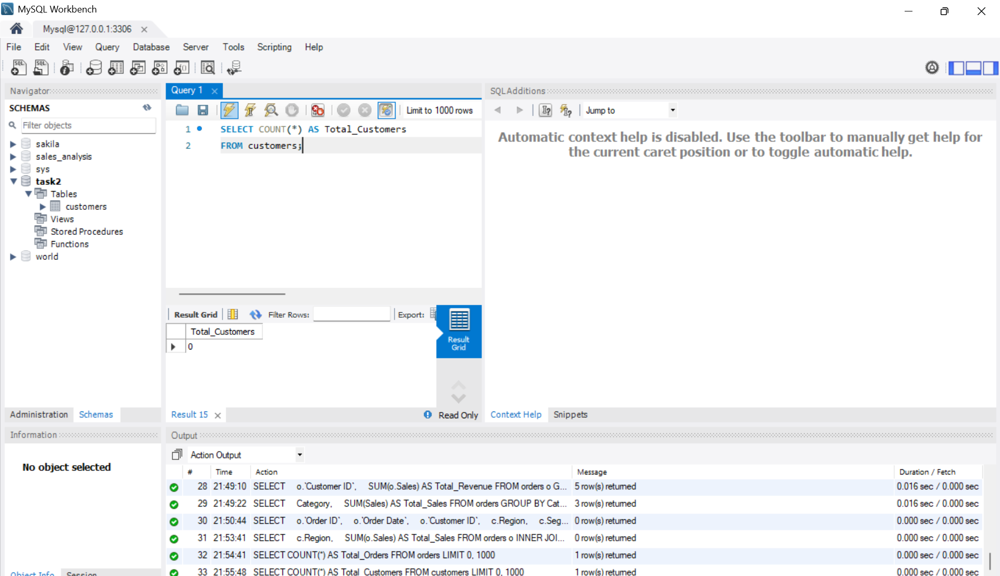 MySQL Workbench
Mysql@127.0.0.1:3306
File Edit View Query Database Server Tools Scripting Help
Navigator
SCHEMAS
Filter objects
sakila
sales_analysis
sys
task2
Tables
customers
Views
Stored Procedures
Functions
world
Administration Schemas
Information
No object selected
Object Info Session
Query 1
Limit to 1000 rows
1 SELECT COUNT(*) AS Total_Customers
2 FROM customers;
Result Grid Filter Rows: Export:
Total_Customers
0
Result Grid
Result 15 Read Only
SQLAdditions
Jump to
Automatic context help is disabled. Use the toolbar to manually get help for
the current caret position or to toggle automatic help.
Context Help Snippets
Output
Action Output
# Time Action Message Duration / Fetch
28 21:49:10 SELECT o.`Customer ID`, SUM(o.Sales) AS Total_Revenue FROM orders o G... 5 row(s) returned 0.016 sec / 0.000 sec
29 21:49:22 SELECT Category, SUM(Sales) AS Total_Sales FROM orders GROUP BY Cat... 3 row(s) returned 0.016 sec / 0.000 sec
30 21:50:44 SELECT o.`Order ID`, o.`Order Date`, o.`Customer ID`, c.Region, c.Seg... 0 row(s) returned 0.000 sec / 0.000 sec
31 21:53:41 SELECT c.Region, SUM(o.Sales) AS Total_Sales FROM orders o INNER JOI... 0 row(s) returned 0.000 sec / 0.000 sec
32 21:54:41 SELECT COUNT(*) AS Total_Orders FROM orders LIMIT 0, 1000 1 row(s) returned 0.000 sec / 0.000 sec
33 21:55:48 SELECT COUNT(*) AS Total_Customers FROM customers LIMIT 0, 1000 1 row(s) returned 0.000 sec / 0.000 sec